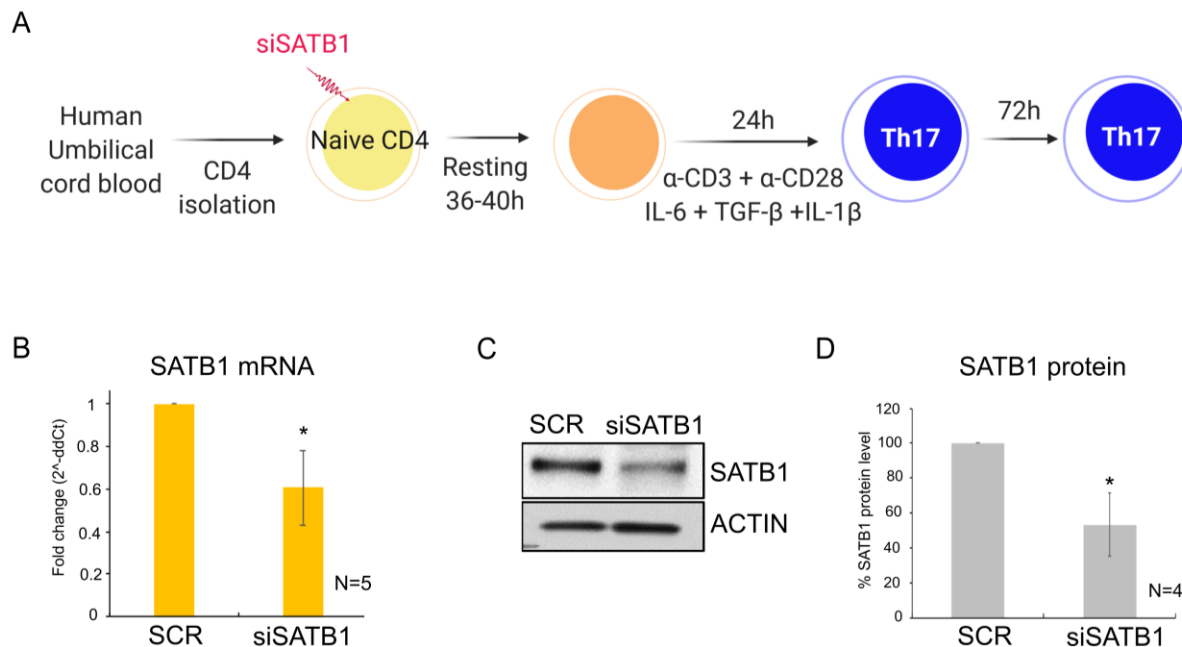 A
siSATB1
Human
Umbilical
cord blood
CD4
isolation
Naive CD4
Resting
36-40h
24h
α-CD3 + α-CD28
IL-6 + TGF-β +IL-1β
Th17
72h
Th17
B
SATB1 mRNA
Fold change (2^-ddCt)
1
0.8
0.6
0.4
0.2
0
*
N=5
SCR
siSATB1
C
SCR
siSATB1
SATB1
ACTIN
D
SATB1 protein
% SATB1 protein level
120
100
80
60
40
20
0
*
N=4
SCR
siSATB1